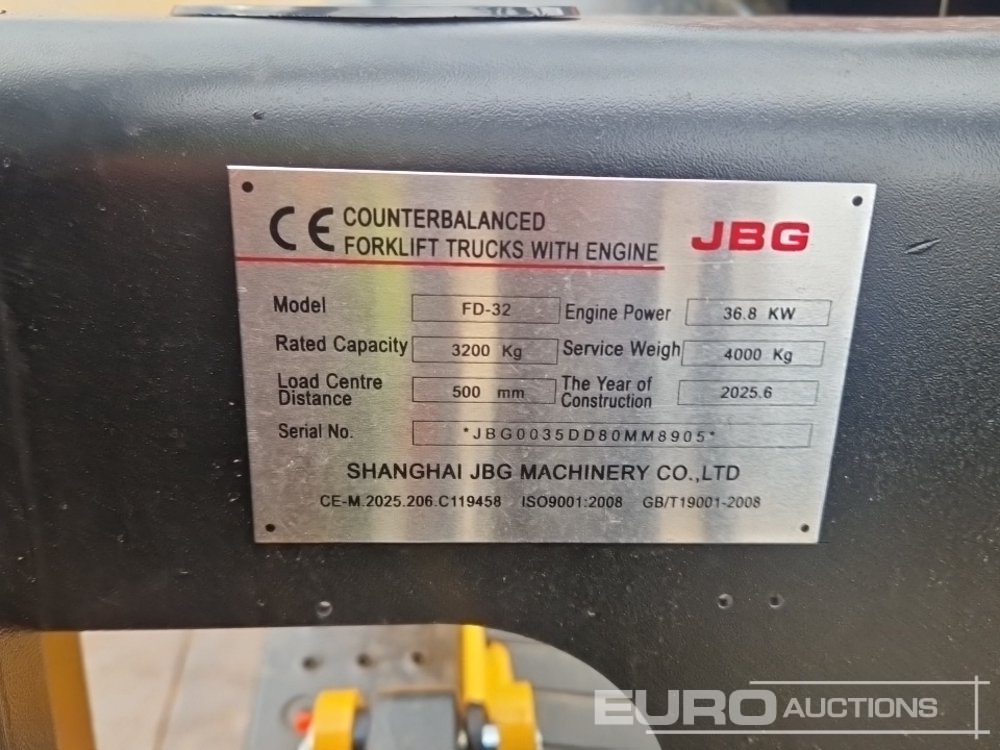 CE COUNTERBALANCED
FORKLIFT TRUCKS WITH ENGINE
JBG
Model FD-32 Engine Power 36.8 KW
Rated Capacity 3200 Kg Service Weigh 4000 Kg
Load Centre Distance 500 mm The Year of Construction 2025.6
Serial No. *JBG0035DD80MM8905*
SHANGHAI JBG MACHINERY CO.,LTD
CE-M.2025.206.C119458 ISO9001:2008 GB/T19001-2008
EURO AUCTIONS